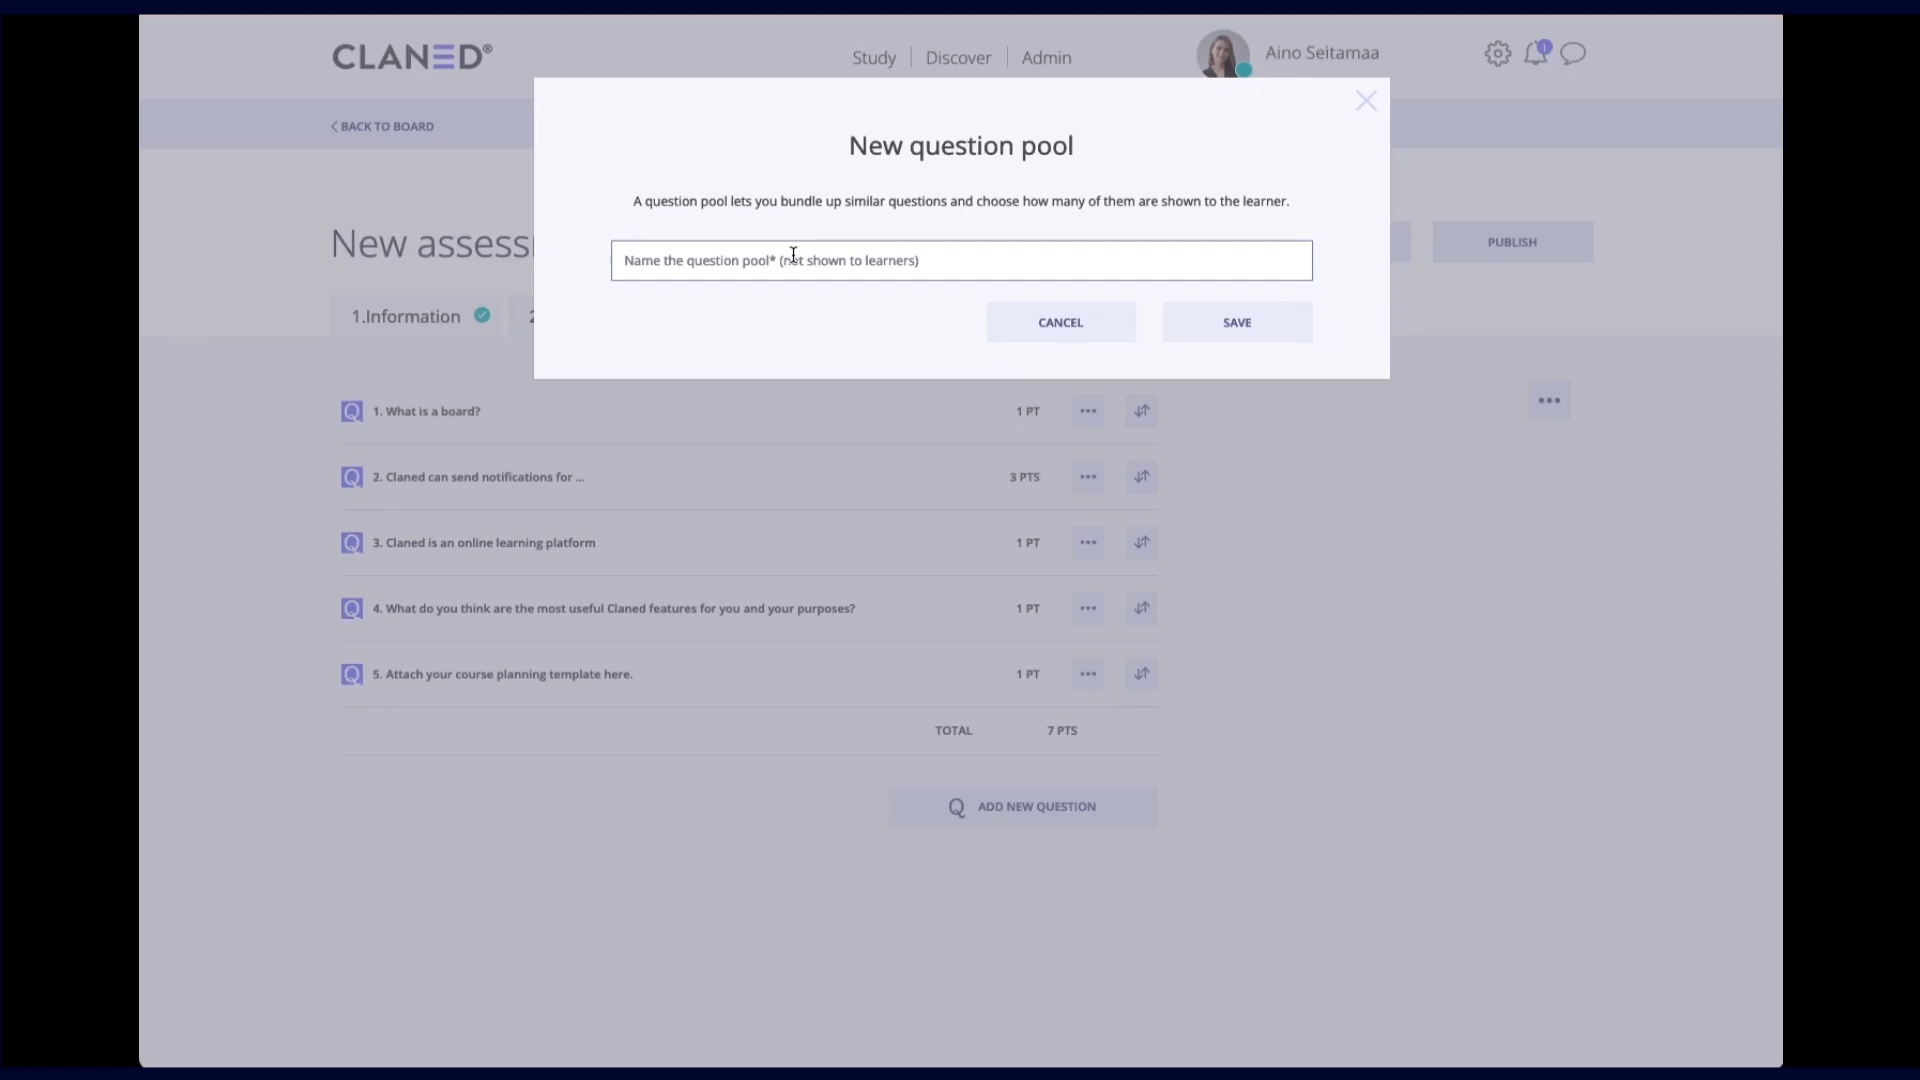 CLANED®
Study
Discover
Admin
Aino Seitamaa
1
BACK TO BOARD
New question pool
A question pool lets you bundle up similar questions and choose how many of them are shown to the learner.
Name the question pool* (not shown to learners)
CANCEL
SAVE
New assess
PUBLISH
1.Information
2
1. What is a board?
1 PT
2. Claned can send notifications for ...
3 PTS
3. Claned is an online learning platform
1 PT
4. What do you think are the most useful Claned features for you and your purposes?
1 PT
5. Attach your course planning template here.
1 PT
TOTAL
7 PTS
ADD NEW QUESTION